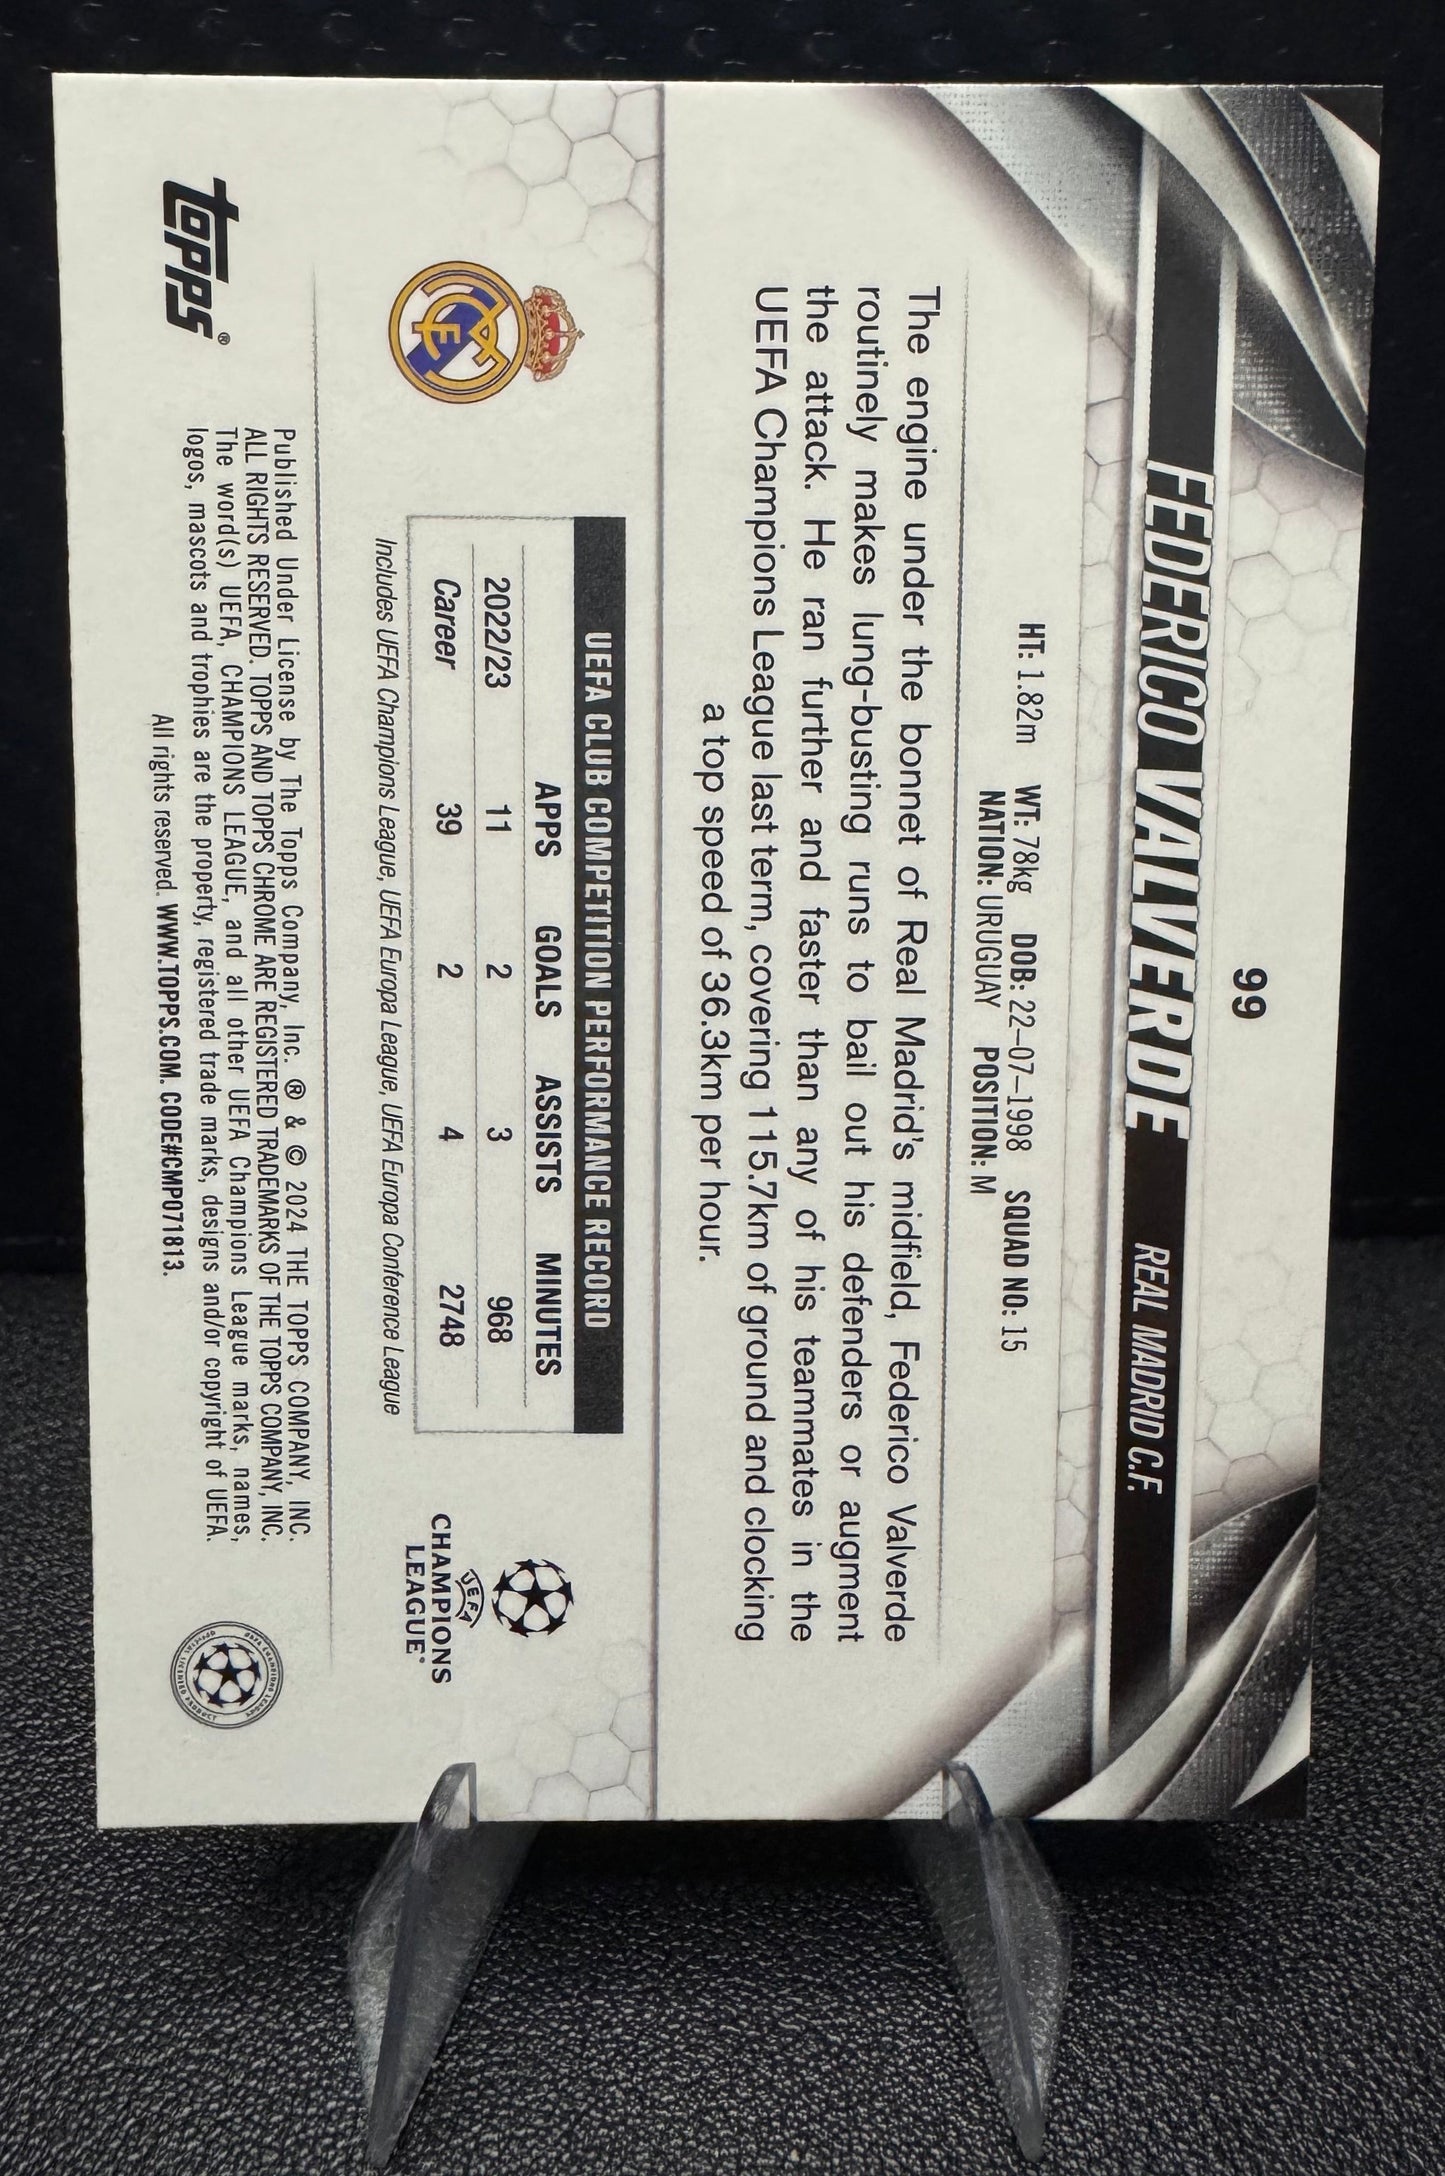 99
FEDERICO VALVERDE REAL MADRID C.F.
HT: 1.82m WT: 78kg DOB: 22–07–1998 SQUAD NO: 15
NATION: URUGUAY POSITION: M
The engine under the bonnet of Real Madrid's midfield, Federico Valverde
routinely makes lung-busting runs to bail out his defenders or augment
the attack. He ran further and faster than any of his teammates in the
UEFA Champions League last term, covering 115.7km of ground and clocking
a top speed of 36.3km per hour.
UEFA CLUB COMPETITION PERFORMANCE RECORD
APPS GOALS ASSISTS MINUTES
2022/23 11 2 3 968
Career 39 2 4 2748
Includes UEFA Champions League, UEFA Europa League, UEFA Europa Conference League
UEFA
CHAMPIONS
LEAGUE®
topps®
Published Under License by The Topps Company, Inc. ® & © 2024 THE TOPPS COMPANY, INC.
ALL RIGHTS RESERVED. TOPPS AND TOPPS CHROME ARE REGISTERED TRADEMARKS OF THE TOPPS COMPANY, INC.
The word(s) UEFA, CHAMPIONS LEAGUE, and all other UEFA Champions League marks, names,
logos, mascots and trophies are the property, registered trade marks, designs and/or copyright of UEFA.
All rights reserved. WWW.TOPPS.COM. CODE#CMP071813.
UEFA CHAMPIONS LEAGUE
OFFICIAL LICENSED PRODUCT